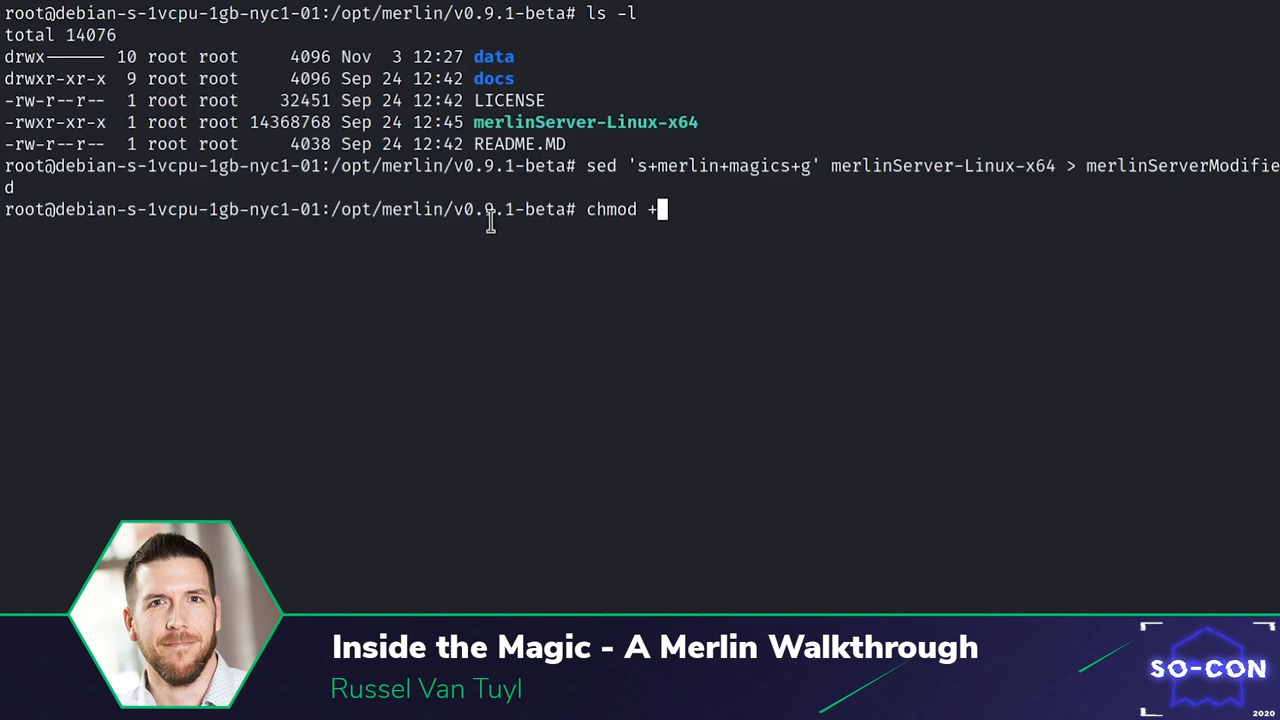 root@debian-s-1vcpu-1gb-nyc1-01:/opt/merlin/v0.9.1-beta# ls -l
total 14076
drwx------ 10 root root     4096 Nov  3 12:27 data
drwxr-xr-x  9 root root     4096 Sep 24 12:42 docs
-rw-r--r--  1 root root    32451 Sep 24 12:42 LICENSE
-rwxr-xr-x  1 root root 14368768 Sep 24 12:45 merlinServer-Linux-x64
-rw-r--r--  1 root root     4038 Sep 24 12:42 README.MD
root@debian-s-1vcpu-1gb-nyc1-01:/opt/merlin/v0.9.1-beta# sed 's+merlin+magics+g' merlinServer-Linux-x64 > merlinServerModifie
d
root@debian-s-1vcpu-1gb-nyc1-01:/opt/merlin/v0.9.1-beta# chmod +
Inside the Magic - A Merlin Walkthrough
Russel Van Tuyl
SO-CON
2020